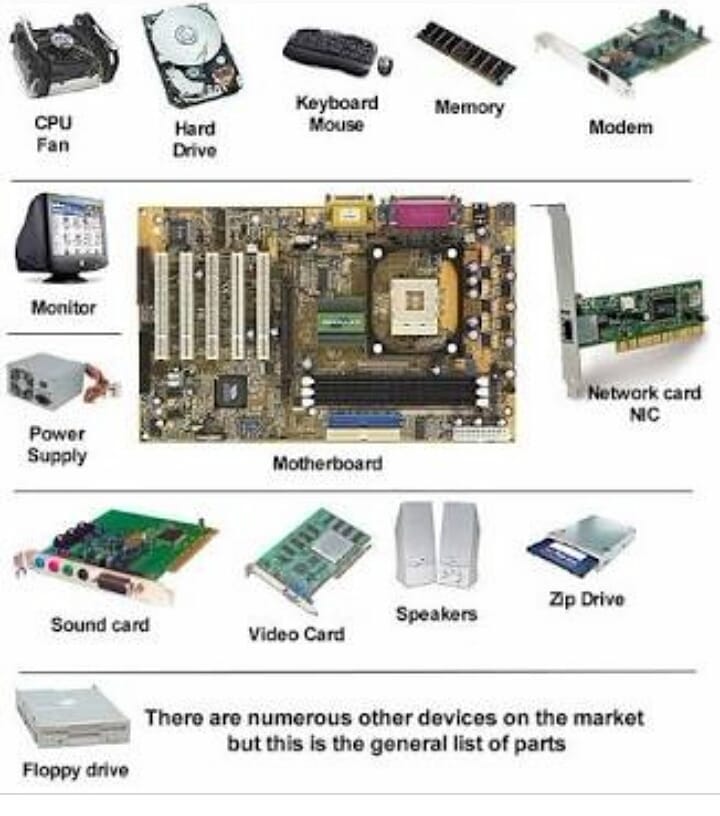 CPU
Fan
Hard
Drive
Keyboard
Mouse
Memory
Modem
Monitor
Power
Supply
Motherboard
Network card
NIC
Sound card
Video Card
Speakers
Zip Drive
Floppy drive
There are numerous other devices on the market
but this is the general list of parts